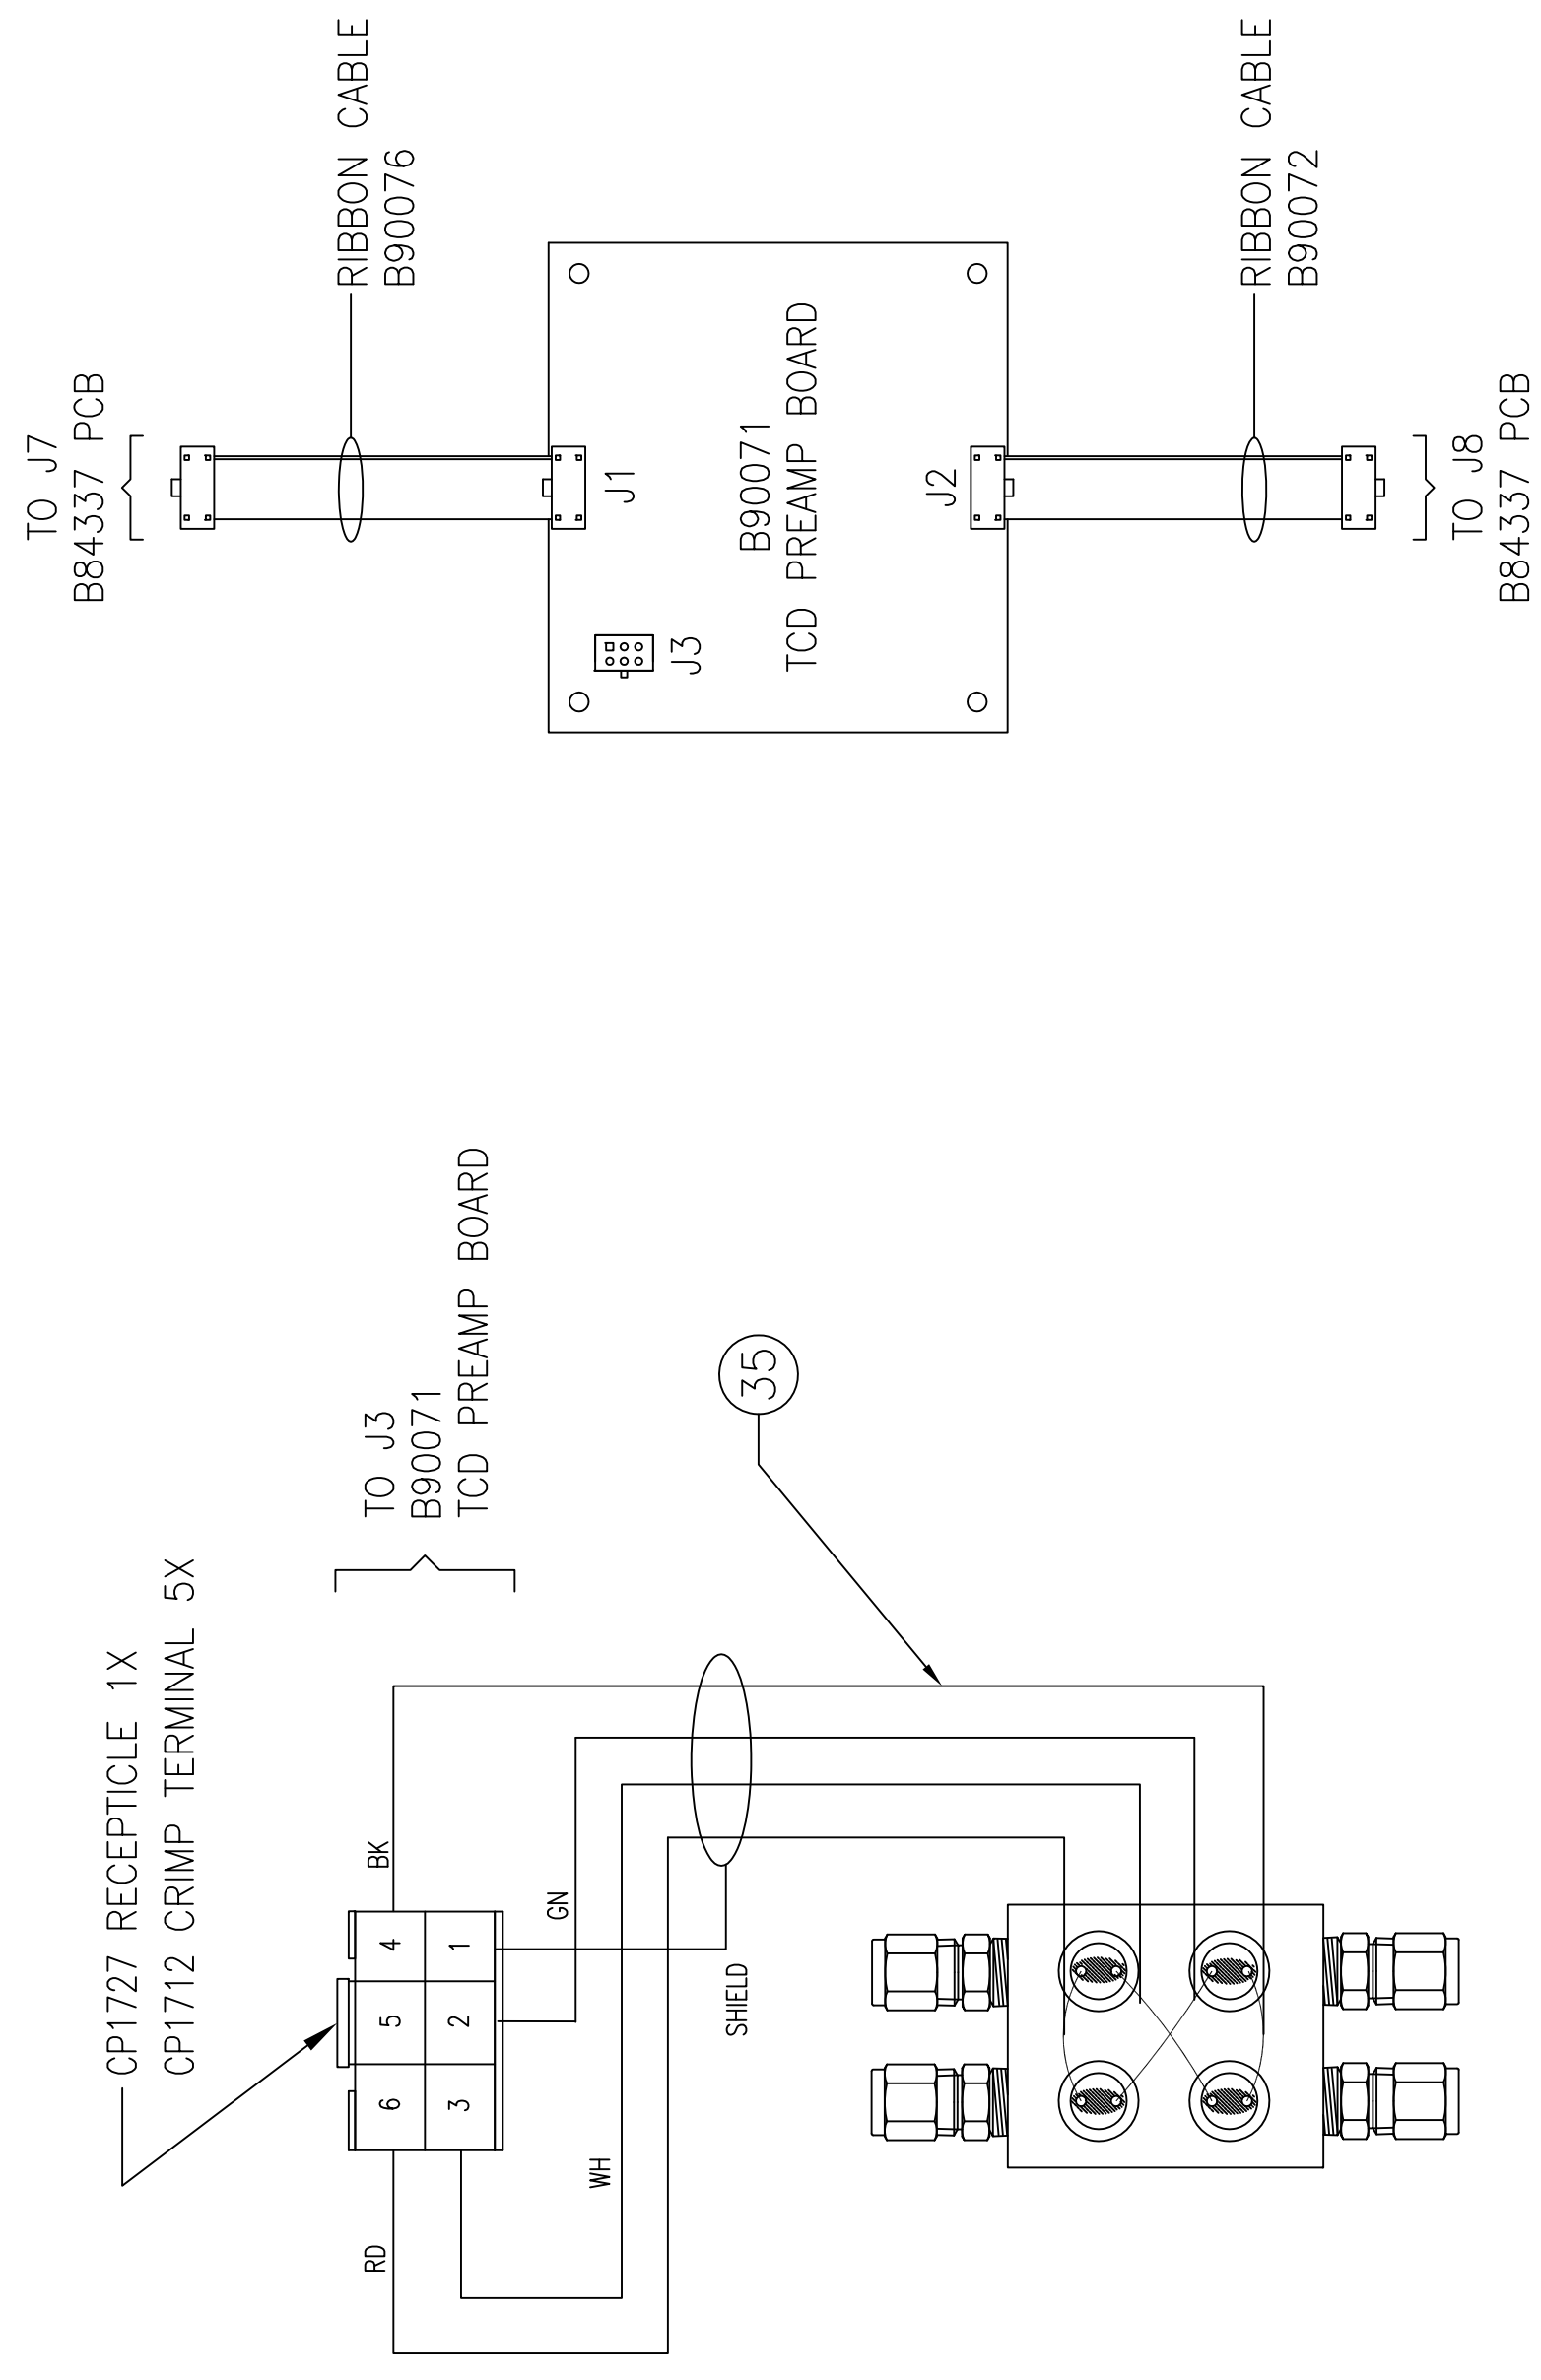 CP1727 RECEPTICLE 1X
CP1712 CRIMP TERMINAL 5X
TO J3
B90071
TCD PREAMP BOARD
RD
BK
6
5
4
3
2
1
GN
WH
SHIELD
35
TO J7
B84337 PCB
RIBBON CABLE
B90076
J1
J3
B90071
TCD PREAMP BOARD
J2
RIBBON CABLE
B90072
TO J8
B84337 PCB